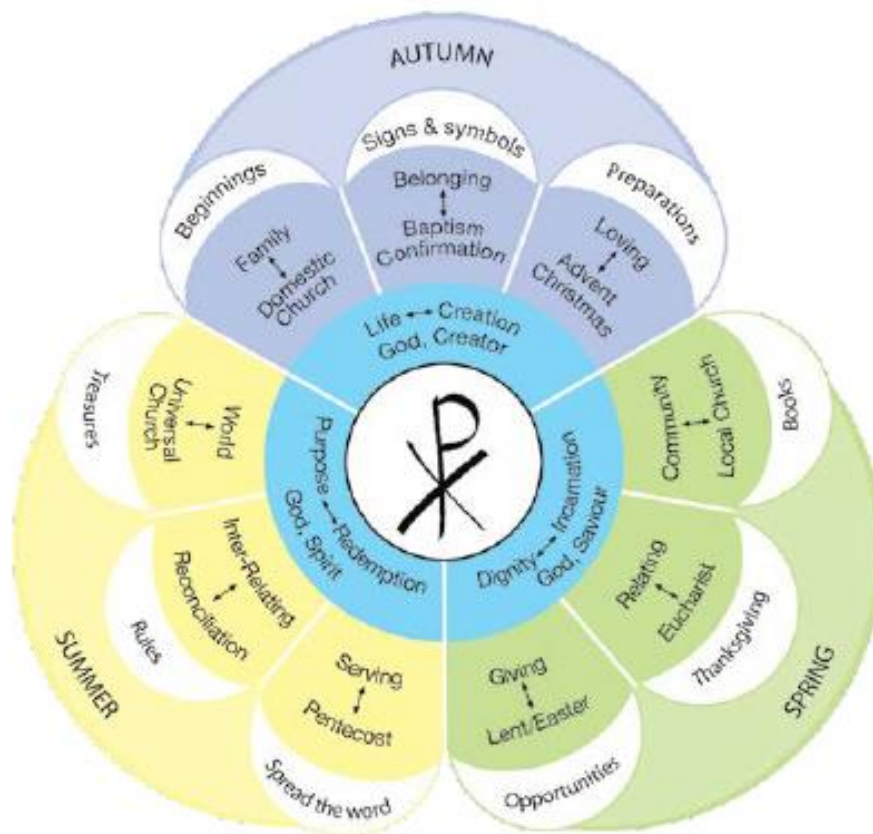 AUTUMN
Beginnings
Family
Domestic
Church
Signs & symbols
Belonging
Baptism
Confirmation
Preparations
Loving
Advent
Christmas
Life
Creation
God, Creator
Books
Community
Local Church
Thanksgiving
Relating
Eucharist
Opportunities
Giving
Lent/Easter
SPRING
Dignity
Incarnation
God, Saviour
Spread the word
Serving
Pentecost
Rules
Inter-Relating
Reconciliation
Treasures
World
Universal
Church
SUMMER
Purpose
Redemption
God, Spirit